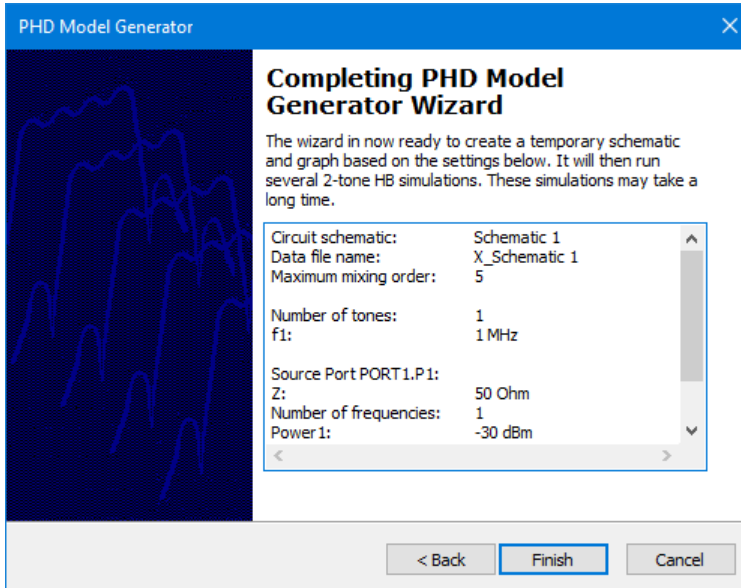 PHD Model Generator
Completing PHD Model
Generator Wizard
The wizard in now ready to create a temporary schematic
and graph based on the settings below. It will then run
several 2-tone HB simulations. These simulations may take a
long time.
Circuit schematic: Schematic 1
Data file name: X_Schematic 1
Maximum mixing order: 5
Number of tones: 1
f1: 1 MHz
Source Port PORT1.P1:
Z: 50 Ohm
Number of frequencies: 1
Power1: -30 dBm
< Back Finish Cancel